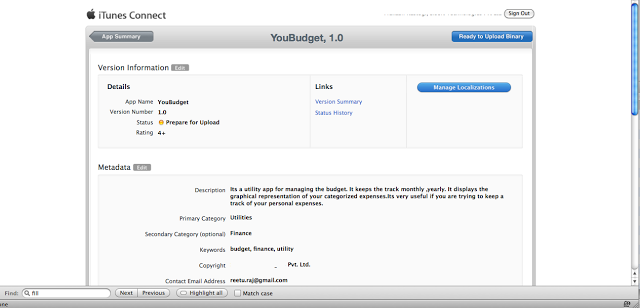 iTunes Connect
Sign Out
App Summary
YouBudget, 1.0
Ready to Upload Binary
Version Information Edit
Details
Links
Manage Localizations
App Name YouBudget
Version Summary
Version Number 1.0
Status History
Status Prepare for Upload
Rating 4+
Metadata Edit
Description Its a utility app for managing the budget. It keeps the track monthly ,yearly. It displays the
graphical representation of your categorized expenses.Its very useful if you are trying to keep a
track of your personal expenses.
Primary Category Utilities
Secondary Category (optional) Finance
Keywords budget, finance, utility
Copyright _ Pvt. Ltd.
Contact Email Address reetu.raj@gmail.com
Find: fill Next Previous Highlight all Match case
one